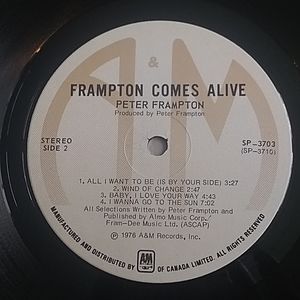 A&M
FRAMPTON COMES ALIVE
PETER FRAMPTON
Produced by Peter Frampton
STEREO
SIDE 2
SP-3703
(SP-3710)
1. ALL I WANT TO BE (IS BY YOUR SIDE) 3:27
2. WIND OF CHANGE 2:47
3. BABY, I LOVE YOUR WAY 4:43
4. I WANNA GO TO THE SUN 7:02
All Selections Written by Peter Frampton and
Published by Almo Music Corp./
Fram-Dee Music Ltd. (ASCAP)
℗ 1976 A&M Records, Inc.
MANUFACTURED AND DISTRIBUTED BY A&M RECORDS OF CANADA LIMITED. ALL RIGHTS RESERVED.